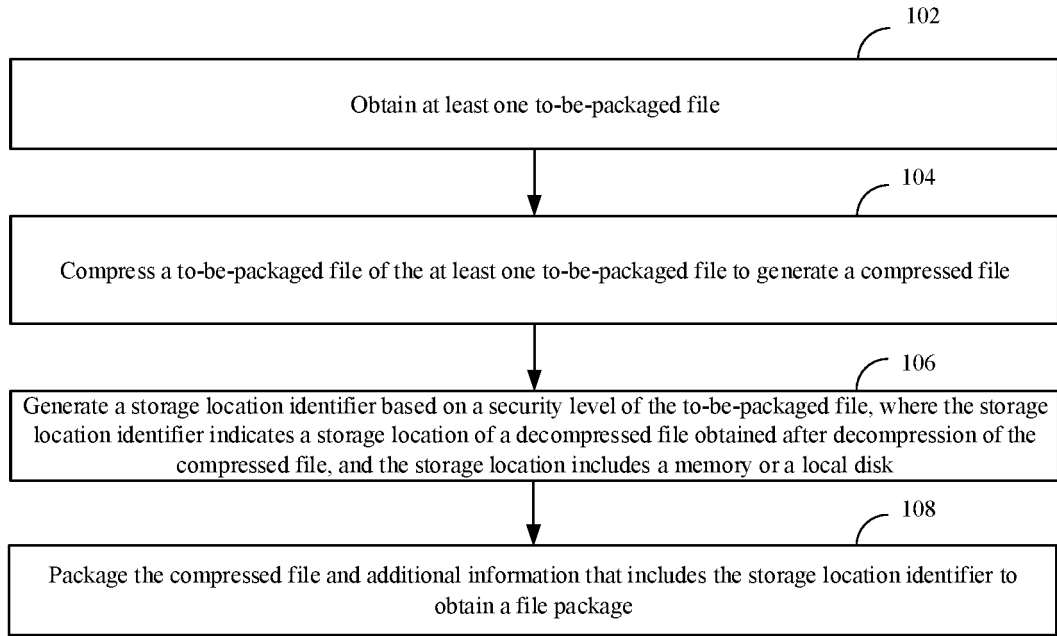 102
Obtain at least one to-be-packaged file
104
Compress a to-be-packaged file of the at least one to-be-packaged file to generate a compressed file
106
Generate a storage location identifier based on a security level of the to-be-packaged file, where the storage
location identifier indicates a storage location of a decompressed file obtained after decompression of the
compressed file, and the storage location includes a memory or a local disk
108
Package the compressed file and additional information that includes the storage location identifier to
obtain a file package